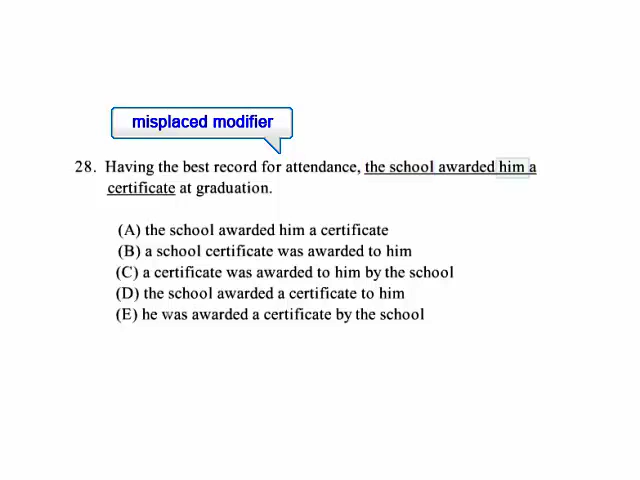 misplaced modifier
28. Having the best record for attendance, the school awarded him a
certificate at graduation.
(A) the school awarded him a certificate
(B) a school certificate was awarded to him
(C) a certificate was awarded to him by the school
(D) the school awarded a certificate to him
(E) he was awarded a certificate by the school